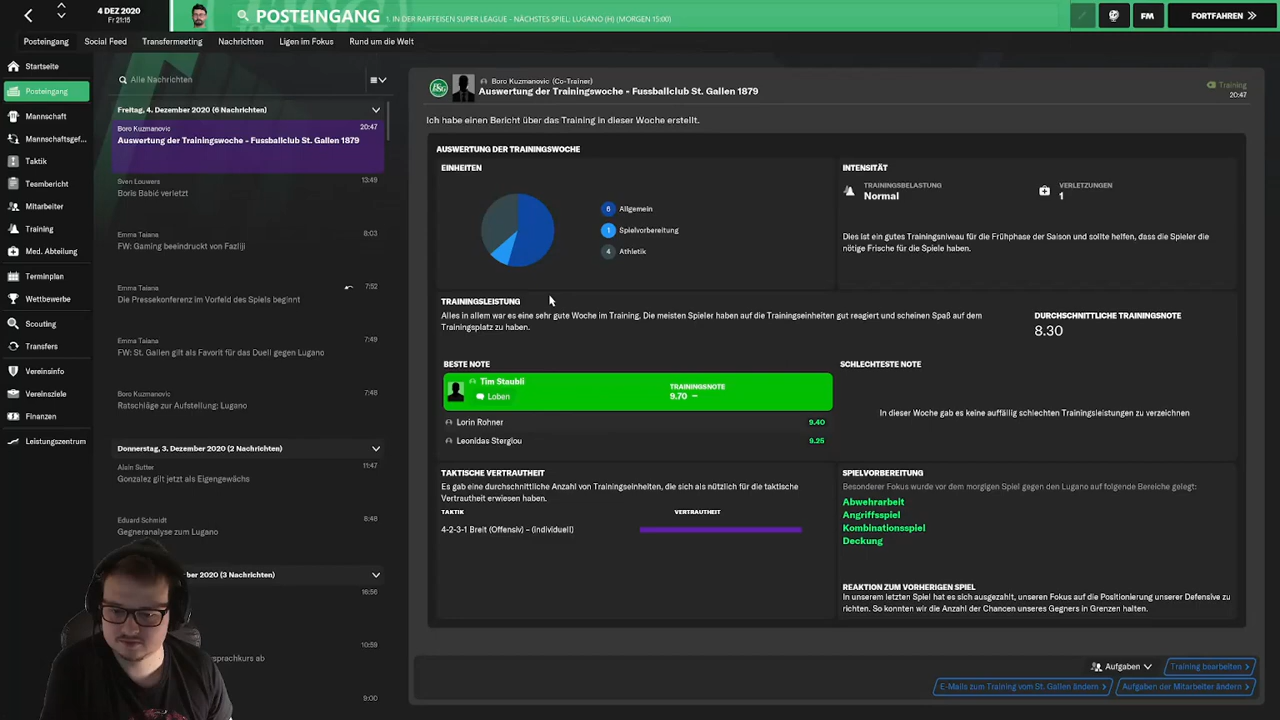 4 DEZ 2020
Fr 21:15
POSTEINGANG
1. IN DER RAIFFEISEN SUPER LEAGUE - NÄCHSTES SPIEL: LUGANO (H) (MORGEN 15:00)
FM
FORTFAHREN
Posteingang
Social Feed
Transfermeeting
Nachrichten
Ligen im Fokus
Rund um die Welt
Startseite
Posteingang
Mannschaft
Mannschaftsgef...
Taktik
Teambericht
Mitarbeiter
Training
Med. Abteilung
Terminplan
Wettbewerbe
Scouting
Transfers
Vereinsinfo
Vereinsziele
Finanzen
Leistungszentrum
Alle Nachrichten
Freitag, 4. Dezember 2020 (6 Nachrichten)
Boro Kuzmanovic
20:47
Auswertung der Trainingswoche - Fussballclub St. Gallen 1879
Sven Louwers
13:49
Boris Babić verletzt
Emma Taiana
8:03
FW: Gaming beeindruckt von Fazliji
Emma Taiana
7:52
Die Pressekonferenz im Vorfeld des Spiels beginnt
Emma Taiana
7:49
FW: St. Gallen gilt als Favorit für das Duell gegen Lugano
Boro Kuzmanovic
7:48
Ratschläge zur Aufstellung: Lugano
Donnerstag, 3. Dezember 2020 (2 Nachrichten)
Alain Sutter
11:47
Gonzalez gilt jetzt als Eigengewächs
Eduard Schmidt
8:48
Gegneranalyse zum Lugano
2020 (3 Nachrichten)
16:56
10:59
sprachkurs ab
9:00
Boro Kuzmanovic (Co-Trainer)
Auswertung der Trainingswoche - Fussballclub St. Gallen 1879
Training
20:47
Ich habe einen Bericht über das Training in dieser Woche erstellt.
AUSWERTUNG DER TRAININGSWOCHE
EINHEITEN
6 Allgemein
1 Spielvorbereitung
4 Athletik
INTENSITÄT
TRAININGSBELASTUNG
Normal
VERLETZUNGEN
1
Dies ist ein gutes Trainingsniveau für die Frühphase der Saison und sollte helfen, dass die Spieler die
nötige Frische für die Spiele haben.
TRAININGSLEISTUNG
Alles in allem war es eine sehr gute Woche im Training. Die meisten Spieler haben auf die Trainingseinheiten gut reagiert und scheinen Spaß auf dem
Trainingsplatz zu haben.
DURCHSCHNITTLICHE TRAININGSNOTE
8.30
BESTE NOTE
Tim Staubli
Loben
TRAININGSNOTE
9.70 –
Lorin Rohner
9.40
Leonidas Stergiou
9.25
SCHLECHTESTE NOTE
In dieser Woche gab es keine auffällig schlechten Trainingsleistungen zu verzeichnen
TAKTISCHE VERTRAUTHEIT
Es gab eine durchschnittliche Anzahl von Trainingseinheiten, die sich als nützlich für die taktische
Vertrautheit erwiesen haben.
TAKTIK
VERTRAUTHEIT
4-2-3-1 Breit (Offensiv) – (individuell)
SPIELVORBEREITUNG
Besonderer Fokus wurde vor dem morgigen Spiel gegen den Lugano auf folgende Bereiche gelegt:
Abwehrarbeit
Angriffsspiel
Kombinationsspiel
Deckung
REAKTION ZUM VORHERIGEN SPIEL
In unserem letzten Spiel hat es sich ausgezahlt, unseren Fokus auf die Positionierung unserer Defensive zu
richten. So konnten wir die Anzahl der Chancen unseres Gegners in Grenzen halten.
Aufgaben
Training bearbeiten
E-Mails zum Training vom St. Gallen ändern
Aufgaben der Mitarbeiter ändern